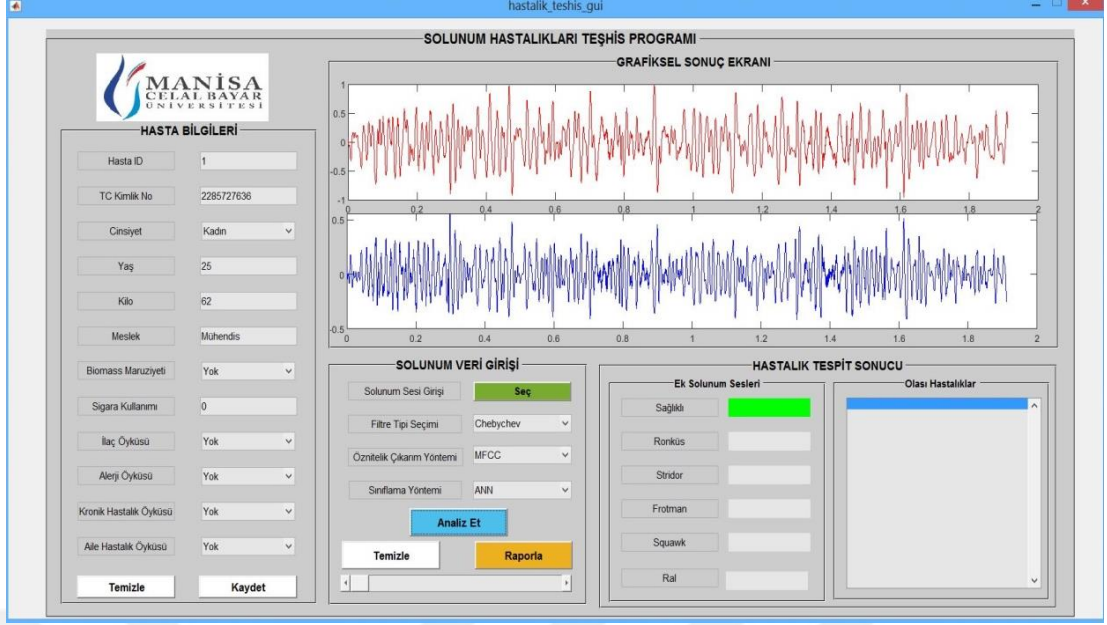 hastalik_teshis_gui
SOLUNUM HASTALIKLARI TEŞHİS PROGRAMI
MANİSA
CELAL BAYAR
ÜNİVERSİTESİ
HASTA BİLGİLERİ
Hasta ID 1
TC Kimlik No 2285727636
Cinsiyet Kadın
Yaş 25
Kilo 62
Meslek Mühendis
Biomass Maruziyeti Yok
Sigara Kullanımı 0
İlaç Öyküsü Yok
Alerji Öyküsü Yok
Kronik Hastalık Öyküsü Yok
Aile Hastalık Öyküsü Yok
Temizle Kaydet
GRAFİKSEL SONUÇ EKRANI
1
0.5
0
-0.5
-1
0 0.2 0.4 0.6 0.8 1 1.2 1.4 1.6 1.8 2
0.5
0
-0.5
0 0.2 0.4 0.6 0.8 1 1.2 1.4 1.6 1.8 2
SOLUNUM VERİ GİRİŞİ
Solunum Sesi Girişi Seç
Filtre Tipi Seçimi Chebychev
Öznitelik Çıkarım Yöntemi MFCC
Sınıflama Yöntemi ANN
Analiz Et
Temizle Raporla
HASTALIK TESPİT SONUCU
Ek Solunum Sesleri
Sağlıklı
Ronküs
Stridor
Frotman
Squawk
Ral
Olası Hastalıklar